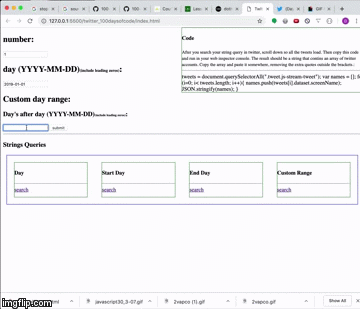 127.0.0.1:5500/twitter_100daysofcode/index.html
number:
1
day (YYYY-MM-DD)(include leading zeros):
2019-01-01
Custom day range:
Day's after day (YYYY-MM-DD)(include leading zeros):
submit
Code
After you search your string query in twitter, scroll down so all the tweets load. Then copy this code
and run in your web inspector console. The result should be a string that contins an array of twitter
accounts. Copy the array and paste it somewhere, removing the extra quotes outside the brackets.
tweets = document.querySelectorAll(".tweet.js-stream-tweet"); var names = []; for
(i=0; i< tweets.length; i++){ names.push(tweets[i].dataset.screenName);
JSON.stringify(names); }
Strings Queries
Day
search
Start Day
search
End Day
search
Custom Range
search
javascript30_3-07.gif
2vapco (1).gif
2vapco.gif
Show All
imgflip.com